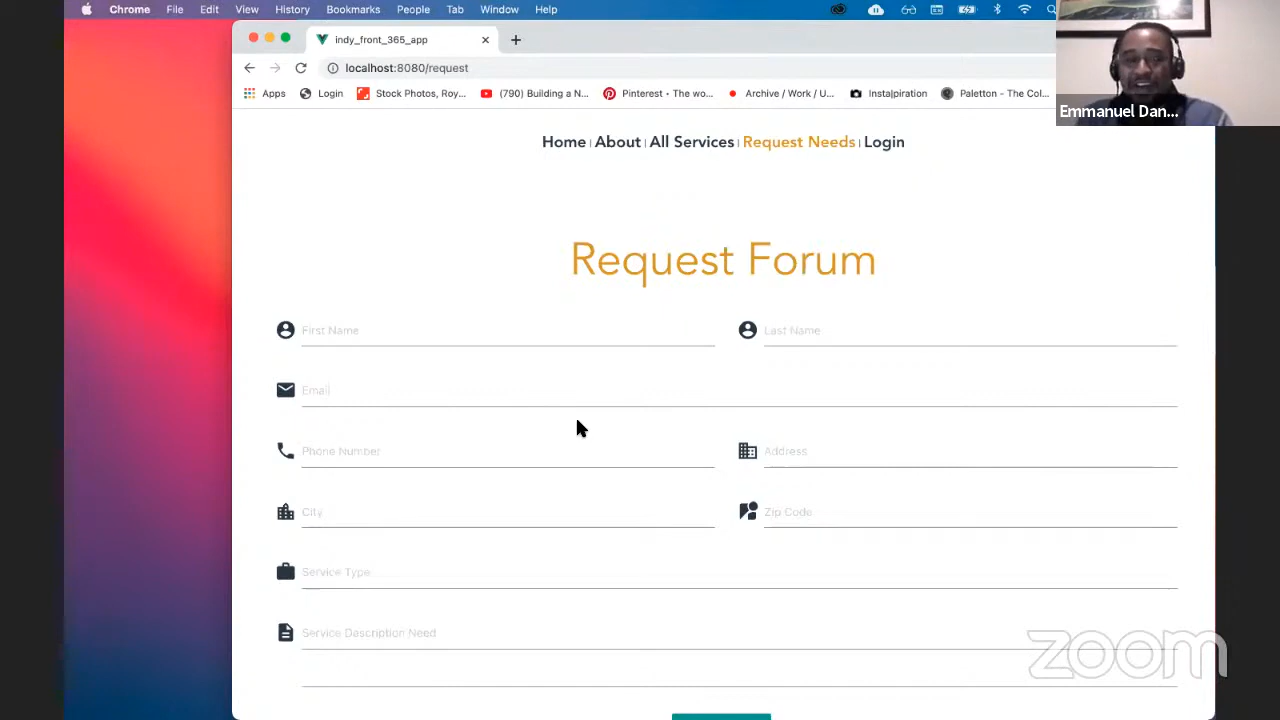 Chrome File Edit View History Bookmarks People Tab Window Help
indy_front_365_app
localhost:8080/request
Apps Login Stock Photos, Roy... (790) Building a N... Pinterest • The wo... Archive / Work / U... Insta|piration Paletton - The Col...
Emmanuel Dan...
Home | About | All Services | Request Needs | Login
Request Forum
First Name Last Name
Email
Phone Number Address
City Zip Code
Service Type
Service Description Need
zoom